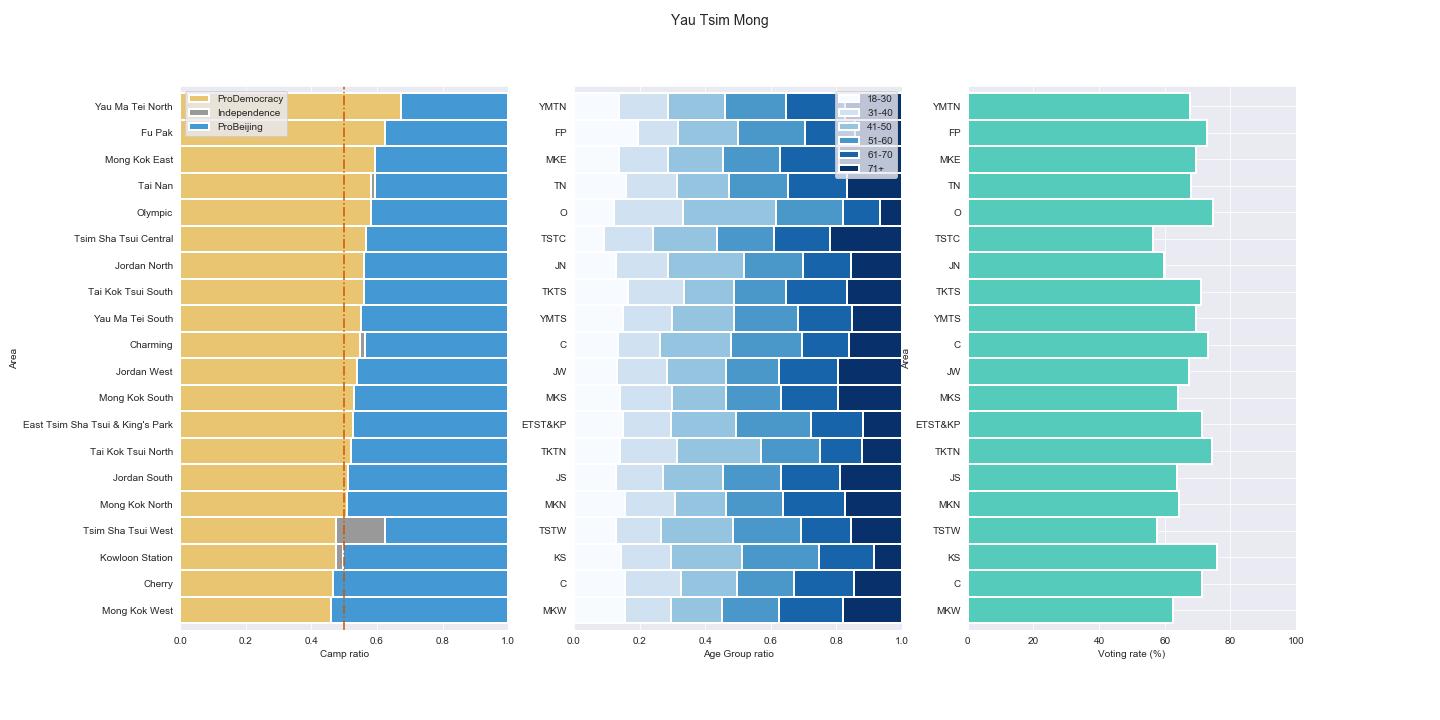 Yau Tsim Mong
Area
Yau Ma Tei North
Fu Pak
Mong Kok East
Tai Nan
Olympic
Tsim Sha Tsui Central
Jordan North
Tai Kok Tsui South
Yau Ma Tei South
Charming
Jordan West
Mong Kok South
East Tsim Sha Tsui & King's Park
Tai Kok Tsui North
Jordan South
Mong Kok North
Tsim Sha Tsui West
Kowloon Station
Cherry
Mong Kok West
ProDemocracy
Independence
ProBeijing
0.0 0.2 0.4 0.6 0.8 1.0
Camp ratio
YMTN
FP
MKE
TN
O
TSTC
JN
TKTS
YMTS
C
JW
MKS
ETST&KP
TKTN
JS
MKN
TSTW
KS
C
MKW
18-30
31-40
41-50
51-60
61-70
71+
0.0 0.2 0.4 0.6 0.8 1.0
Age Group ratio
Area
YMTN
FP
MKE
TN
O
TSTC
JN
TKTS
YMTS
C
JW
MKS
ETST&KP
TKTN
JS
MKN
TSTW
KS
C
MKW
0 20 40 60 80 100
Voting rate (%)